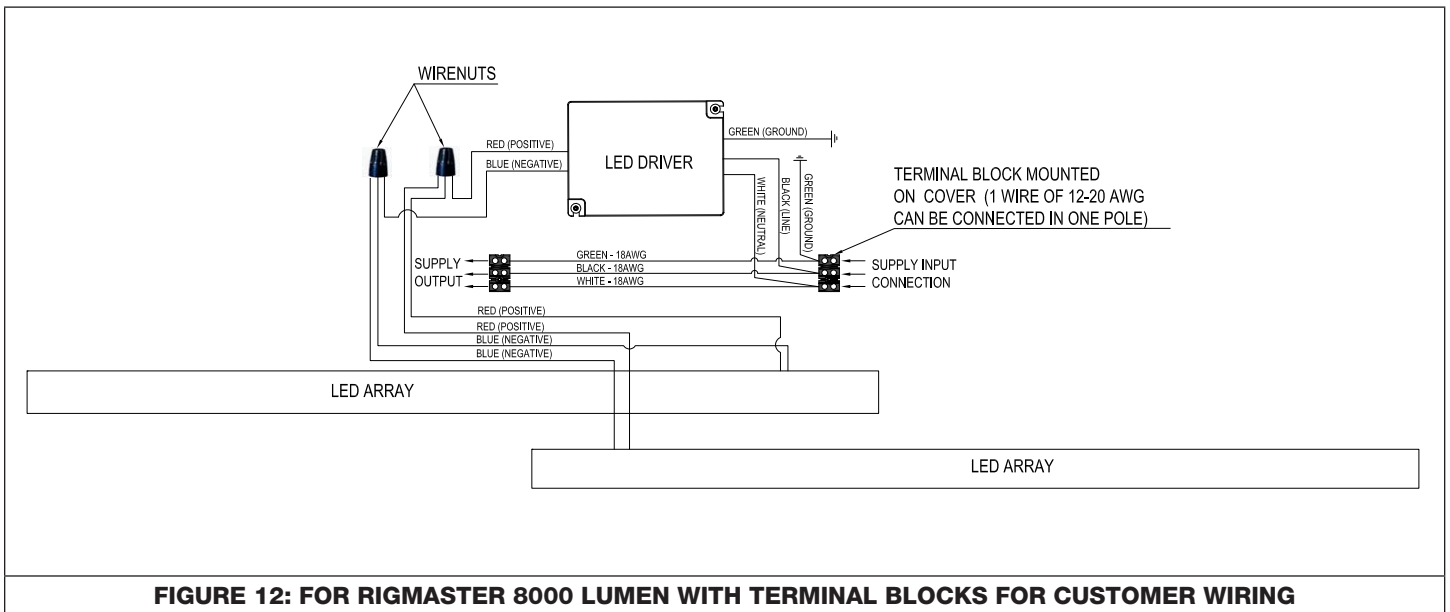 WIRENUTS
RED (POSITIVE)
BLUE (NEGATIVE)
LED DRIVER
GREEN (GROUND)
WHITE (NEUTRAL)
BLACK (LINE)
GREEN (GROUND)
TERMINAL BLOCK MOUNTED
ON COVER (1 WIRE OF 12-20 AWG
CAN BE CONNECTED IN ONE POLE)
SUPPLY
OUTPUT
GREEN - 18AWG
BLACK - 18AWG
WHITE - 18AWG
SUPPLY INPUT
CONNECTION
RED (POSITIVE)
RED (POSITIVE)
BLUE (NEGATIVE)
BLUE (NEGATIVE)
LED ARRAY
LED ARRAY
FIGURE 12: FOR RIGMASTER 8000 LUMEN WITH TERMINAL BLOCKS FOR CUSTOMER WIRING